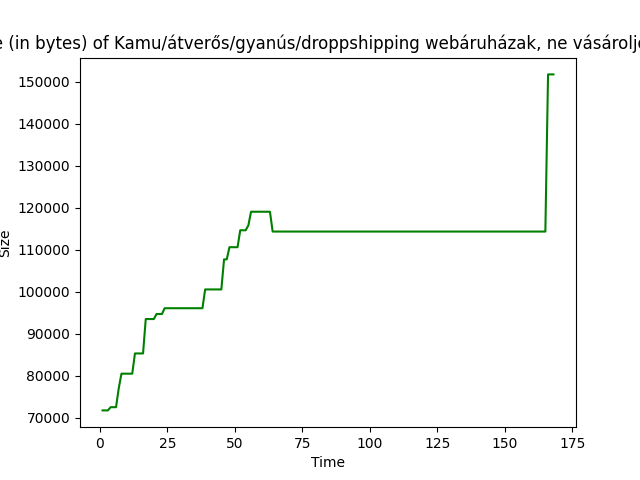 e (in bytes) of Kamu/átverős/gyanús/droppshipping webáruházak, ne vásárolj
150000
140000
130000
120000
110000
100000
90000
80000
70000
Size
0 25 50 75 100 125 150 175
Time